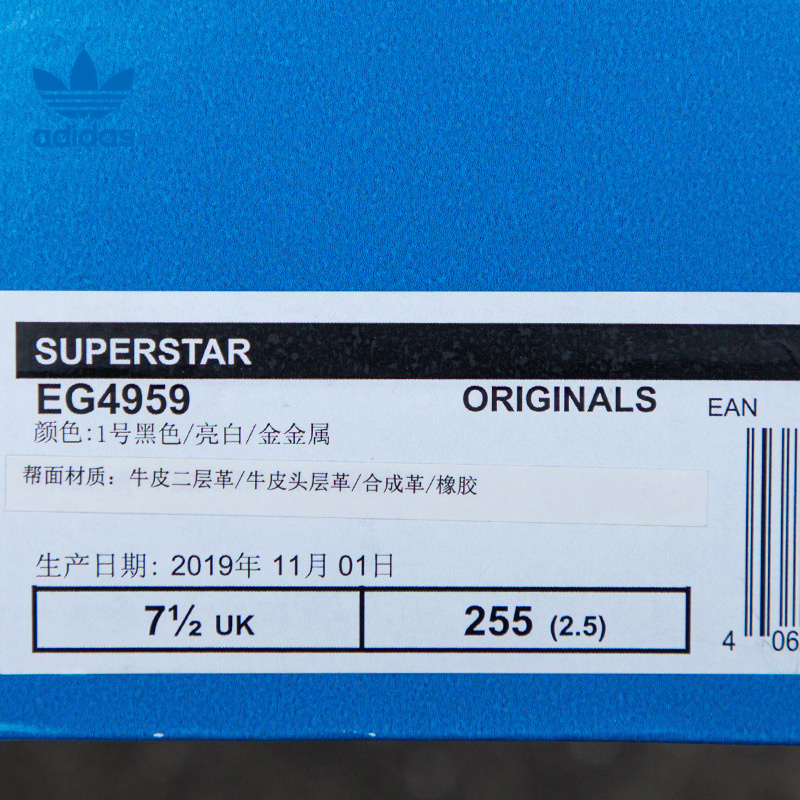 adidas
SUPERSTAR
EG4959
ORIGINALS
EAN
颜色:1号黑色/亮白/金金属
帮面材质：牛皮二层革/牛皮头层革/合成革/橡胶
生产日期: 2019年 11月 01日
7½ UK
255 (2.5)
4 06